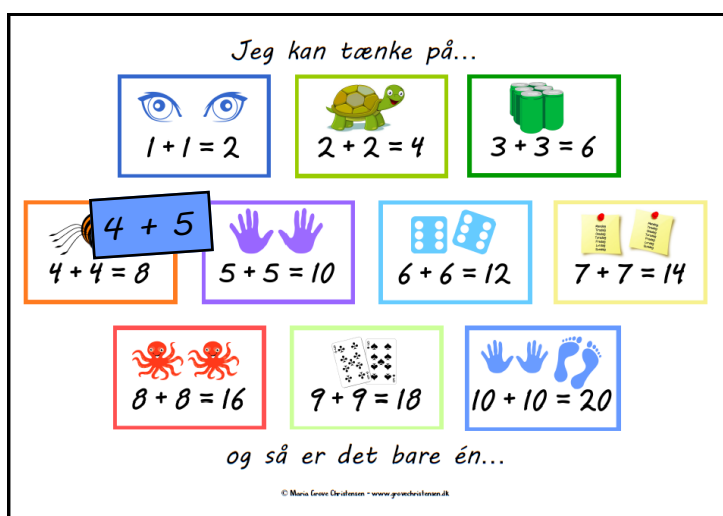 Jeg kan tænke på...
1 + 1 = 2
2 + 2 = 4
3 + 3 = 6
4 + 5
4 + 4 = 8
5 + 5 = 10
6 + 6 = 12
7 + 7 = 14
8 + 8 = 16
9 + 9 = 18
10 + 10 = 20
og så er det bare én...
© Maria Grove Christensen - www.grovechristensen.dk